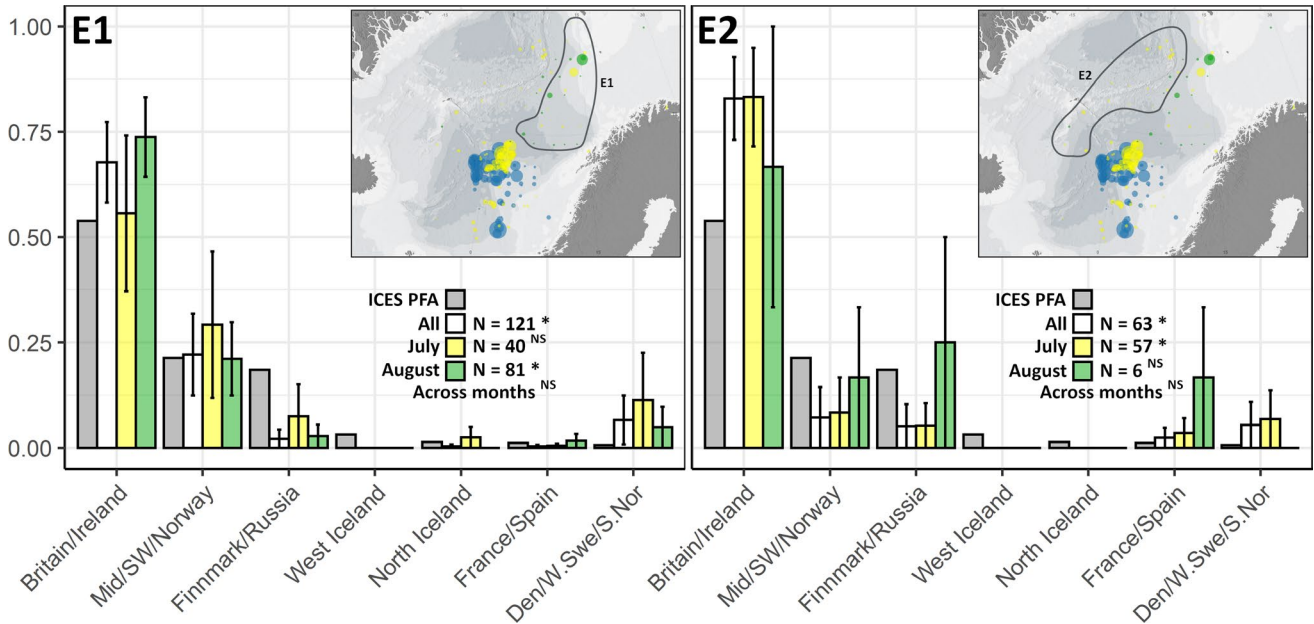 E1
E2
1.00
0.75
0.50
0.25
0.00
E1
E2
ICES PFA
All N = 121 *
July N = 40 NS
August N = 81 *
Across months NS
ICES PFA
All N = 63 *
July N = 57 *
August N = 6 NS
Across months NS
Britain/Ireland
Mid/SW/Norway
Finnmark/Russia
West Iceland
North Iceland
France/Spain
Den/W.Swe/S.Nor
Britain/Ireland
Mid/SW/Norway
Finnmark/Russia
West Iceland
North Iceland
France/Spain
Den/W.Swe/S.Nor